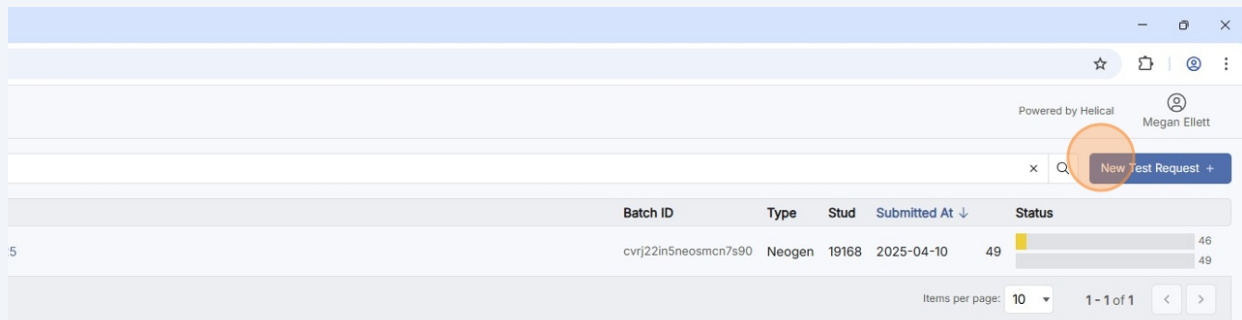 Powered by Helical
Megan Ellett
New Test Request +
Batch ID Type Stud Submitted At ↓ Status
:5 cvrj22in5neosmcn7s90 Neogen 19168 2025-04-10 49 46
49
Items per page: 10 1 - 1 of 1